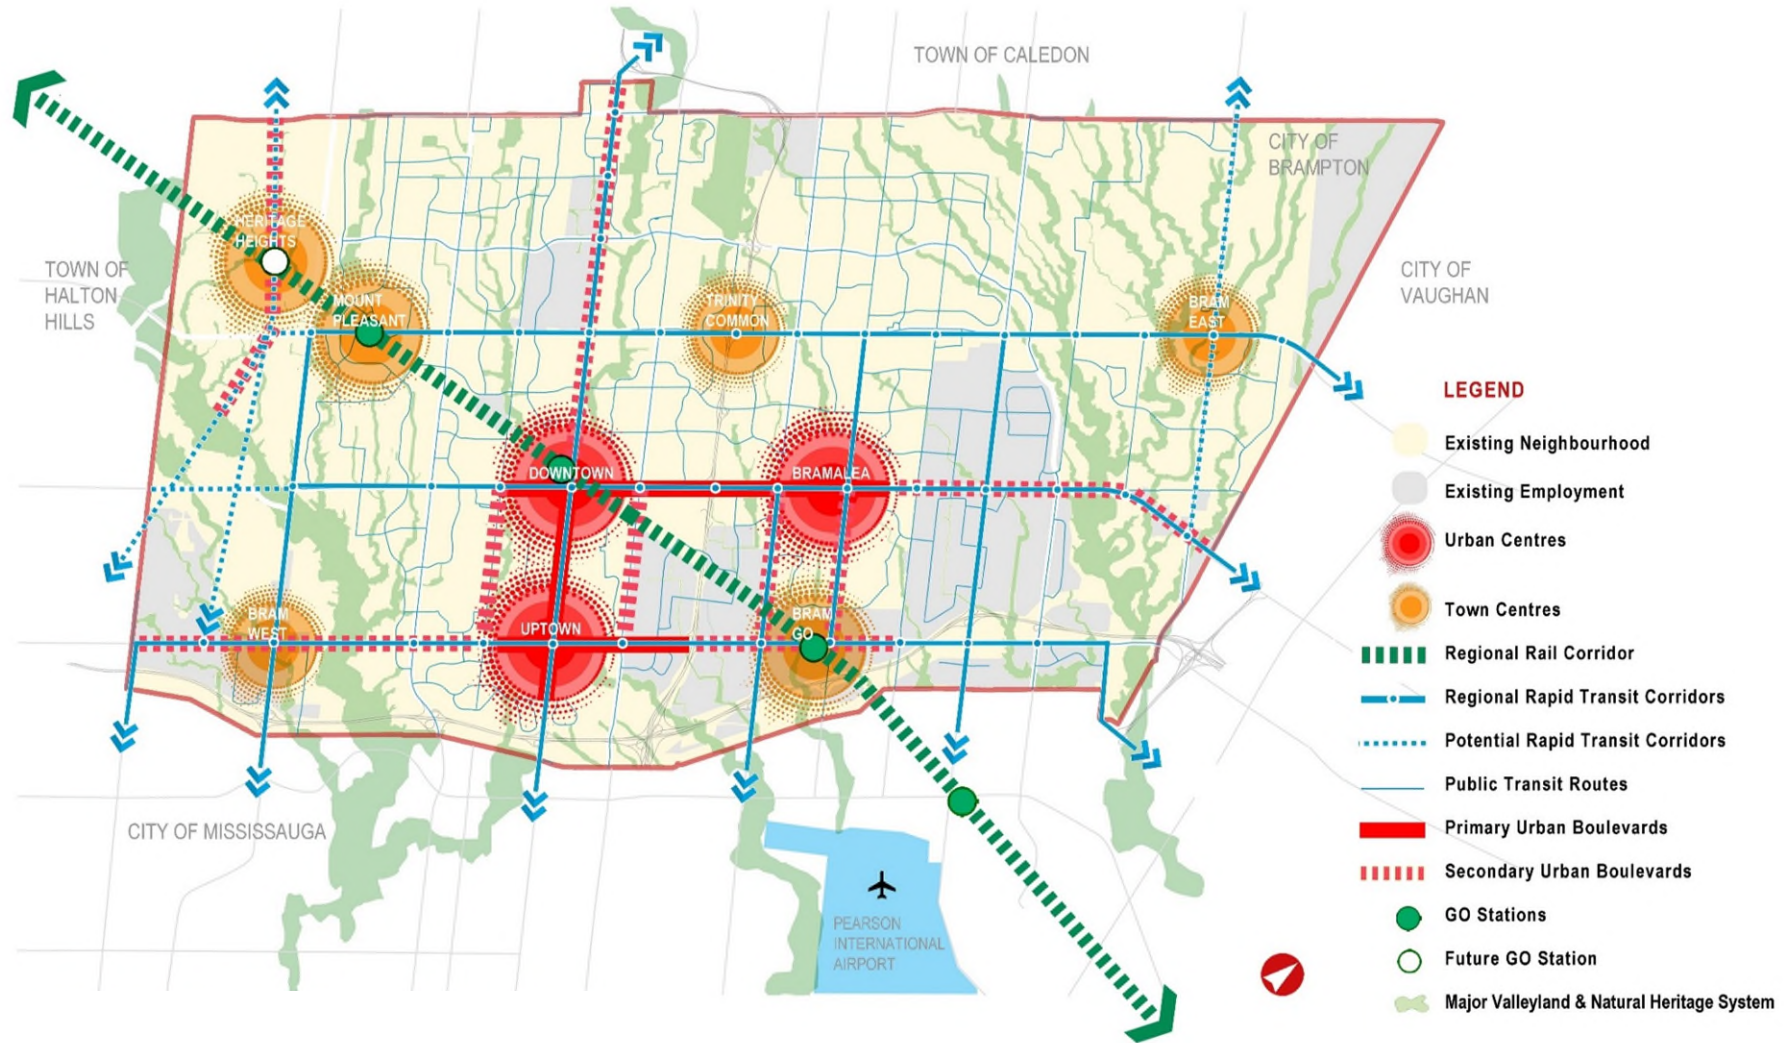 TOWN OF CALEDON
CITY OF
BRAMPTON
HERITAGE
HEIGHTS
TOWN OF
HALTON
HILLS
CITY OF
VAUGHAN
MOUNT
PLEASANT
TRINITY
COMMON
BRAM
EAST
LEGEND
Existing Neighbourhood
DOWNTOWN
BRAMALEA
Existing Employment
Urban Centres
BRAM
WEST
UPTOWN
BRAM
GO
Town Centres
Regional Rail Corridor
Regional Rapid Transit Corridors
Potential Rapid Transit Corridors
Public Transit Routes
CITY OF MISSISSAUGA
Primary Urban Boulevards
Secondary Urban Boulevards
PEARSON
INTERNATIONAL
AIRPORT
GO Stations
Future GO Station
Major Valleyland & Natural Heritage System